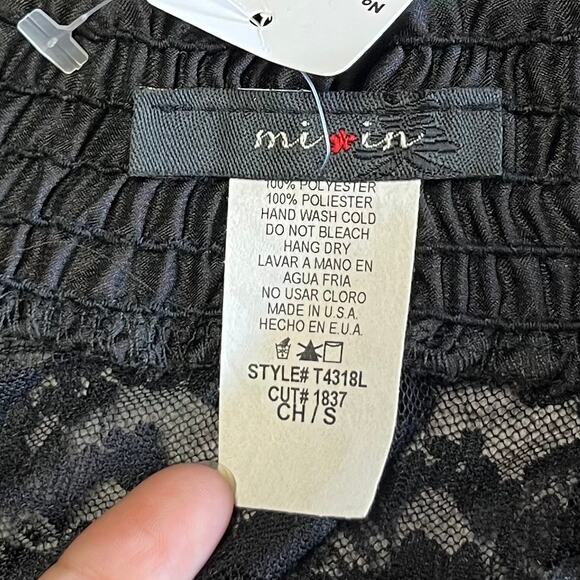 mi in
100% POLYESTER
100% POLIESTER
HAND WASH COLD
DO NOT BLEACH
HANG DRY
LAVAR A MANO EN
AGUA FRIA
NO USAR CLORO
MADE IN U.S.A.
HECHO EN E.U.A.
STYLE# T4318L
CUT# 1837
CH / S